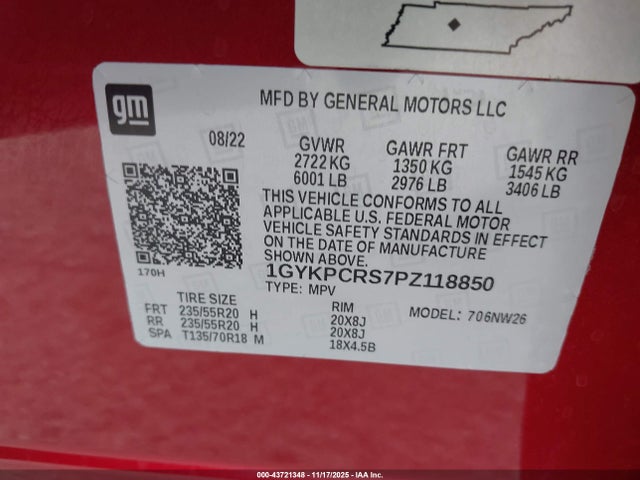 gm
MFD BY GENERAL MOTORS LLC
08/22
GVWR GAWR FRT GAWR RR
2722 KG 1350 KG 1545 KG
6001 LB 2976 LB 3406 LB
THIS VEHICLE CONFORMS TO ALL
APPLICABLE U.S. FEDERAL MOTOR
VEHICLE SAFETY STANDARDS IN EFFECT
ON THE DATE OF MANUFACTURE
SHOWN ABOVE.
170H
1GYKPCRS7PZ118850
TYPE: MPV
TIRE SIZE RIM
FRT 235/55R20 H 20X8J MODEL: 706NW26
RR 235/55R20 H 20X8J
SPA T135/70R18 M 18X4.5B
000-43721348 - 11/17/2025 - IAA Inc.